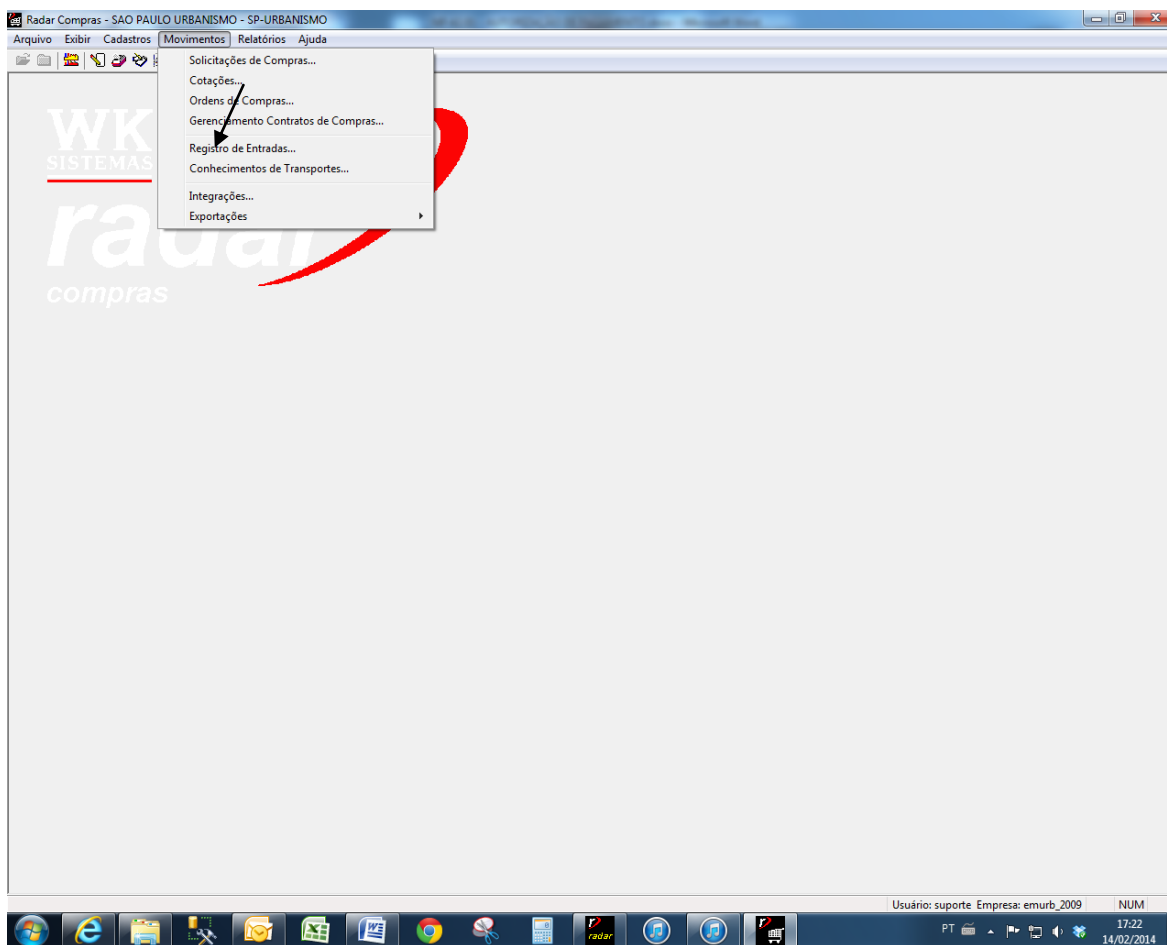 Radar Compras - SAO PAULO URBANISMO - SP-URBANISMO
Arquivo Exibir Cadastros Movimentos Relatórios Ajuda
Solicitações de Compras...
Cotações...
Ordens de Compras...
Gerenciamento Contratos de Compras...
Registro de Entradas...
Conhecimentos de Transportes...
Integrações...
Exportações
WK
SISTEMAS
radar
compras
Usuário: suporte Empresa: emurb_2009 NUM
radar
PT
17:22
14/02/2014